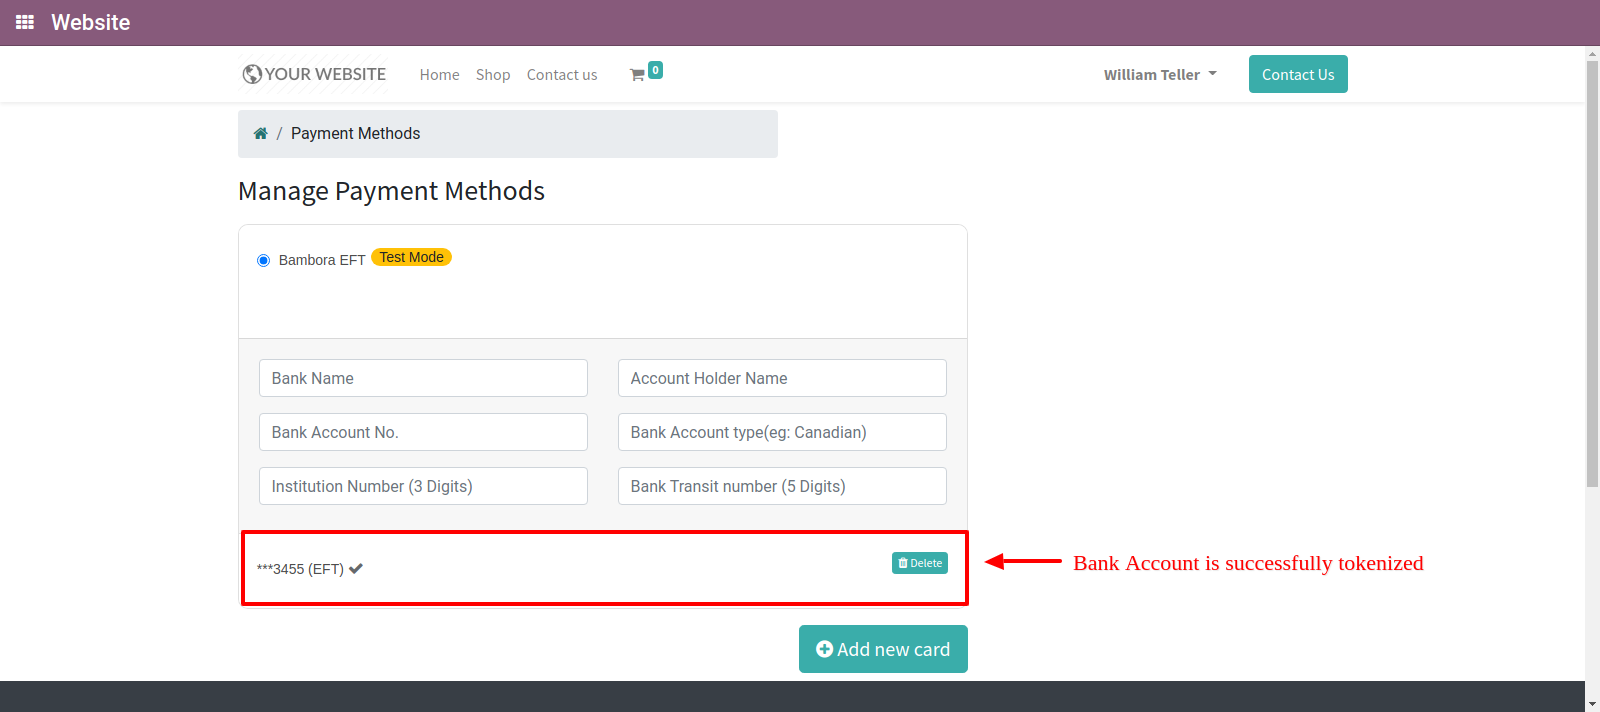 Website
YOUR WEBSITE Home Shop Contact us 0 William Teller Contact Us
/ Payment Methods
Manage Payment Methods
Bambora EFT Test Mode
Bank Name Account Holder Name
Bank Account No. Bank Account type(eg: Canadian)
Institution Number (3 Digits) Bank Transit number (5 Digits)
***3455 (EFT) Delete Bank Account is successfully tokenized
Add new card